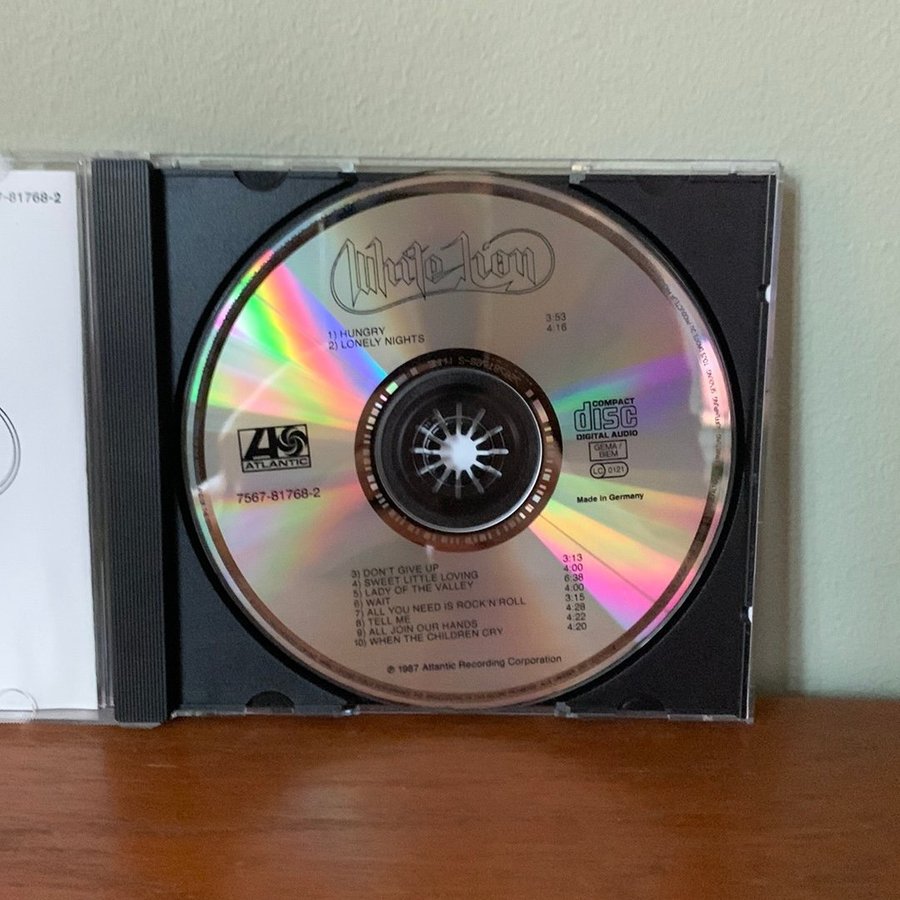 7-81768-2
White Lion
1) HUNGRY 3:53
2) LONELY NIGHTS 4:16
COMPACT
disc
DIGITAL AUDIO
GEMA/
BIEM
LC 0121
ATLANTIC
7567-81768-2
Made in Germany
3) DON'T GIVE UP 3:13
4) SWEET LITTLE LOVING 4:00
5) LADY OF THE VALLEY 6:38
6) WAIT 4:00
7) ALL YOU NEED IS ROCK'N'ROLL 3:15
8) TELL ME 4:28
9) ALL JOIN OUR HANDS 4:22
10) WHEN THE CHILDREN CRY 4:20
℗ 1987 Atlantic Recording Corporation